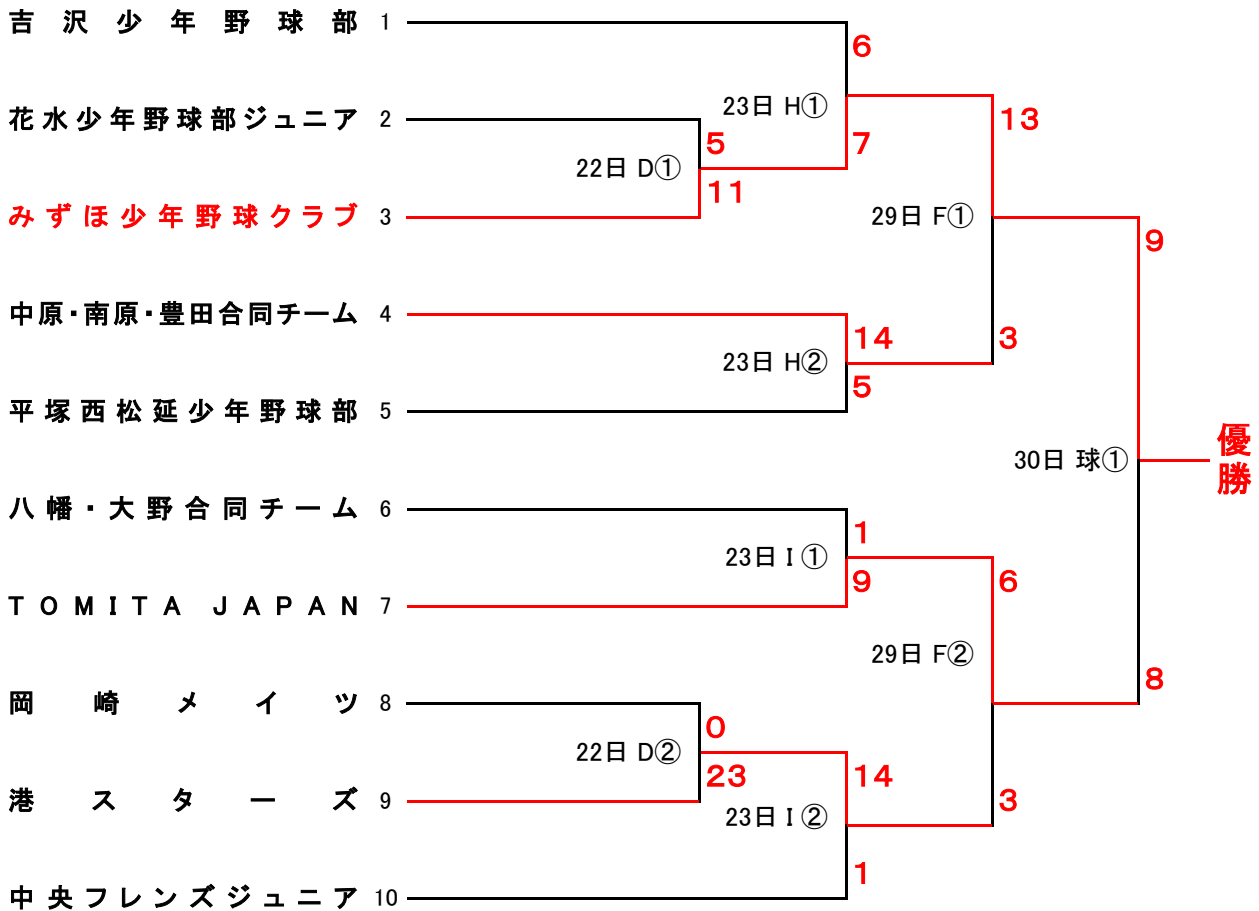 吉沢少年野球部 1
6
23日 H①
13
花水少年野球部ジュニア 2
5
7
22日 D①
11
みずほ少年野球クラブ 3
29日 F①
9
中原・南原・豊田合同チーム 4
14
3
23日 H②
5
平塚西松延少年野球部 5
優勝
30日 球①
八幡・大野合同チーム 6
1
23日 I①
9
6
TOMITA JAPAN 7
29日 F②
8
岡崎メイツ 8
0
22日 D②
23
14
港スターズ 9
3
23日 I②
1
中央フレンズジュニア 10